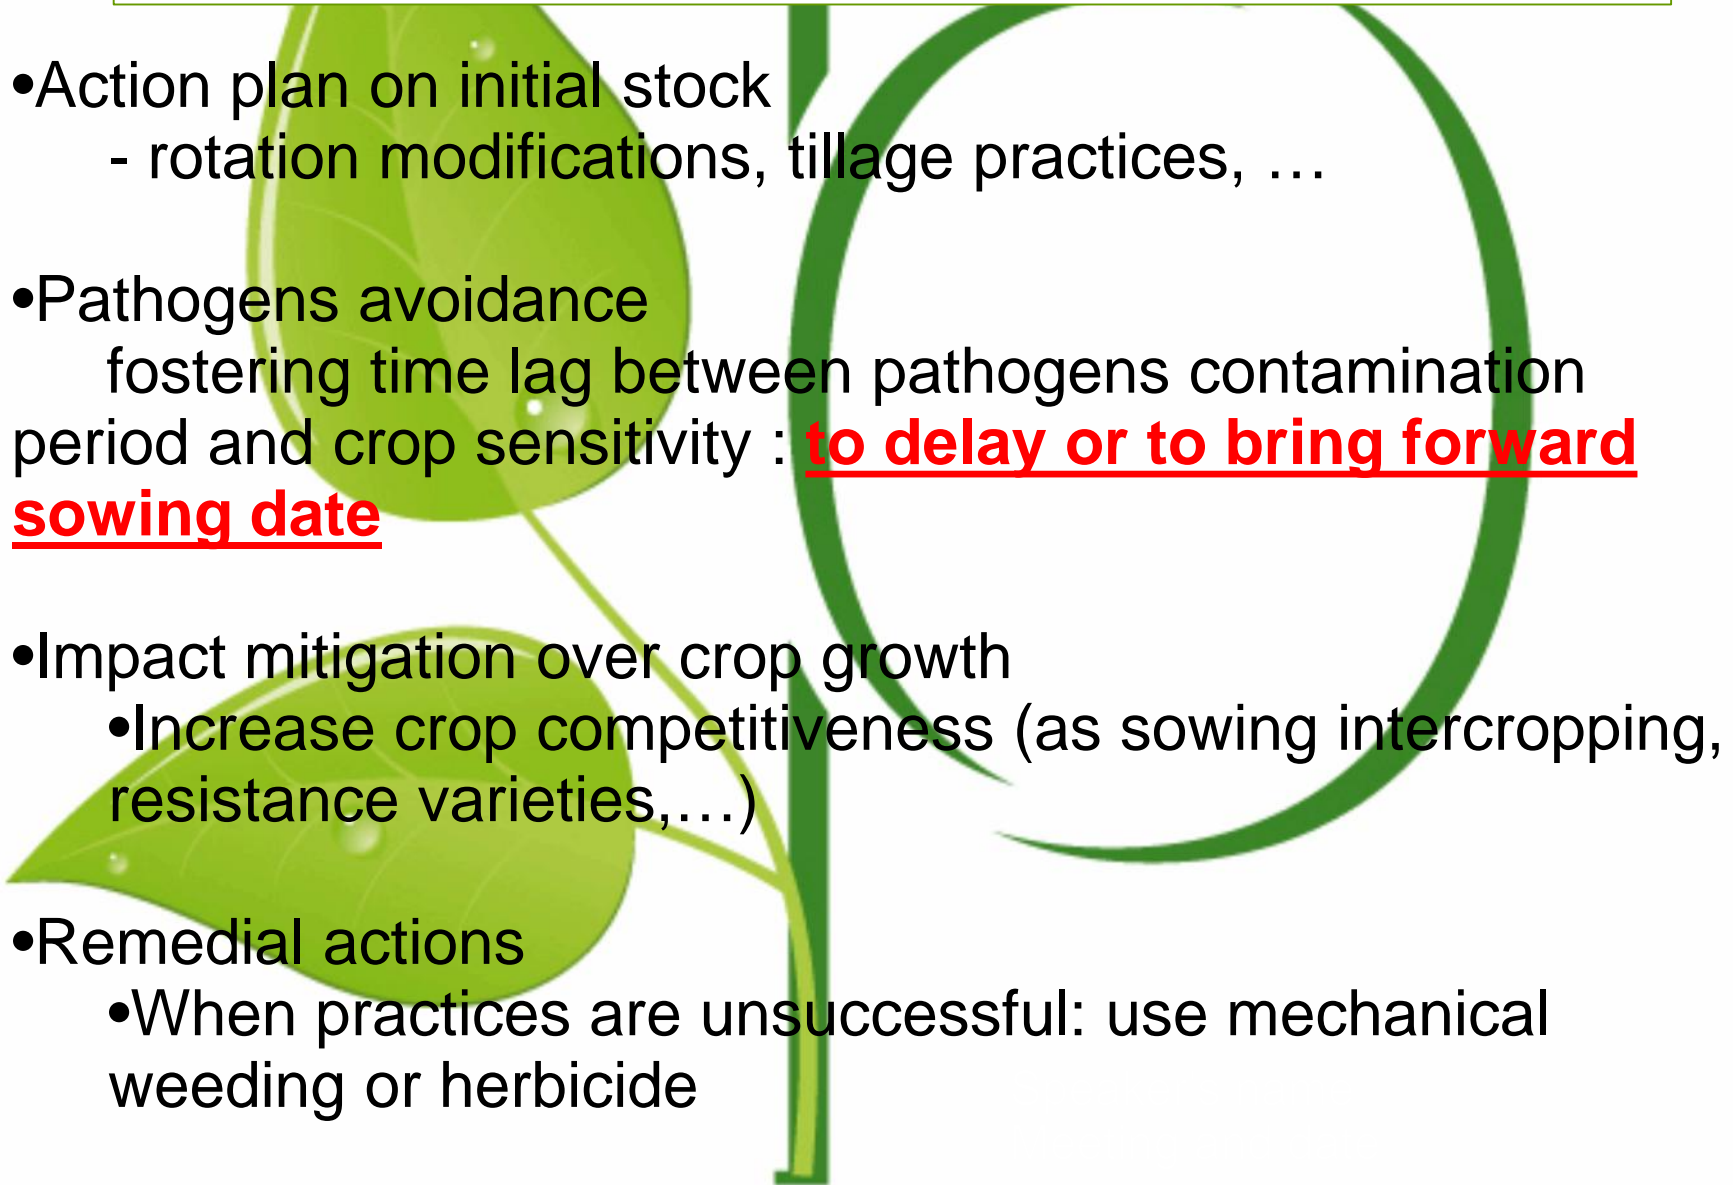 •Action plan on initial stock
- rotation modifications, tillage practices, …
•Pathogens avoidance
fostering time lag between pathogens contamination
period and crop sensitivity : to delay or to bring forward
sowing date
•Impact mitigation over crop growth
•Increase crop competitiveness (as sowing intercropping,
resistance varieties,…)
•Remedial actions
•When practices are unsuccessful: use mechanical
weeding or herbicide